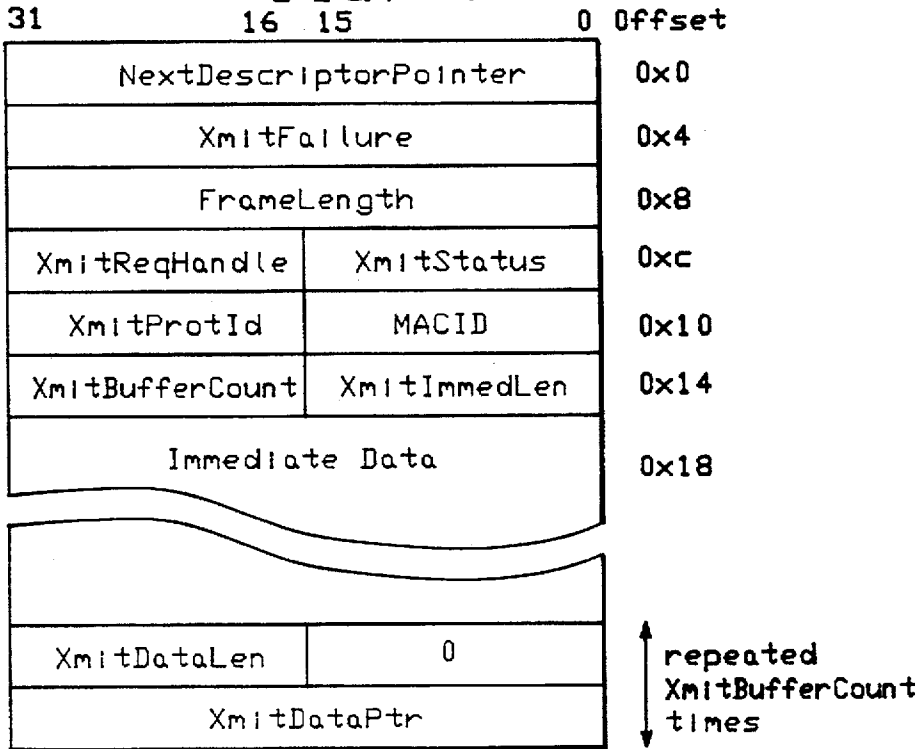 31 16 15 0 Offset
NextDescriptorPointer 0x0
XmitFailure 0x4
FrameLength 0x8
XmitReqHandle XmitStatus 0xc
XmitProtId MACID 0x10
XmitBufferCount XmitImmedLen 0x14
Immediate Data 0x18
XmitDataLen 0 repeated
XmitBufferCount
XmitDataPtr times